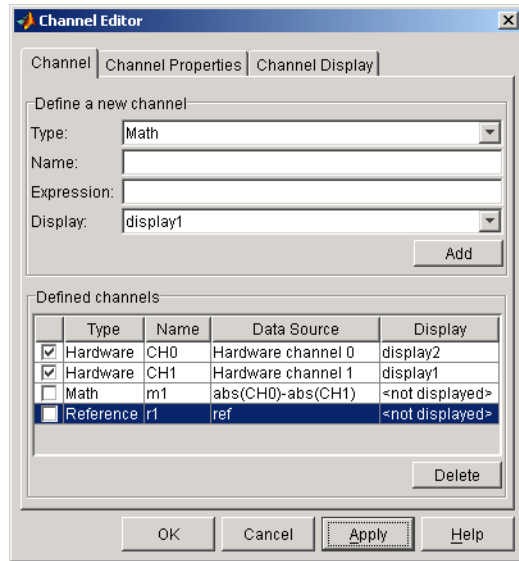 Channel Editor
Channel Channel Properties Channel Display
Define a new channel
Type: Math
Name:
Expression:
Display: display1
Add
Defined channels
Type Name Data Source Display
Hardware CH0 Hardware channel 0 display2
Hardware CH1 Hardware channel 1 display1
Math m1 abs(CH0)-abs(CH1) <not displayed>
Reference r1 ref <not displayed>
Delete
OK Cancel Apply Help